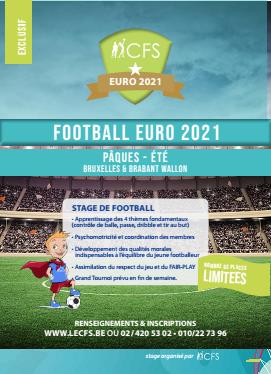 EXCLUSIF
CFS
EURO 2021
FOOTBALL EURO 2021
PÂQUES - ÉTÉ
BRUXELLES & BRABANT WALLON
STAGE DE FOOTBALL
- Apprentissage des 4 thèmes fondamentaux
(contrôle de balle, passe, dribble et tir au but)
- Psychomotricité et coordination des membres
- Développement des qualités morales
indispensables à l'équilibre du jeune footballeur
- Assimilation du respect du jeu et du FAIR-PLAY
- Grand Tournoi prévu en fin de semaine.
NOMBRE DE PLACES
LIMITÉES
RENSEIGNEMENTS & INSCRIPTIONS
WWW.LECFS.BE OU 02/420 53 02 - 010/22 73 96
stage organisé par CFS